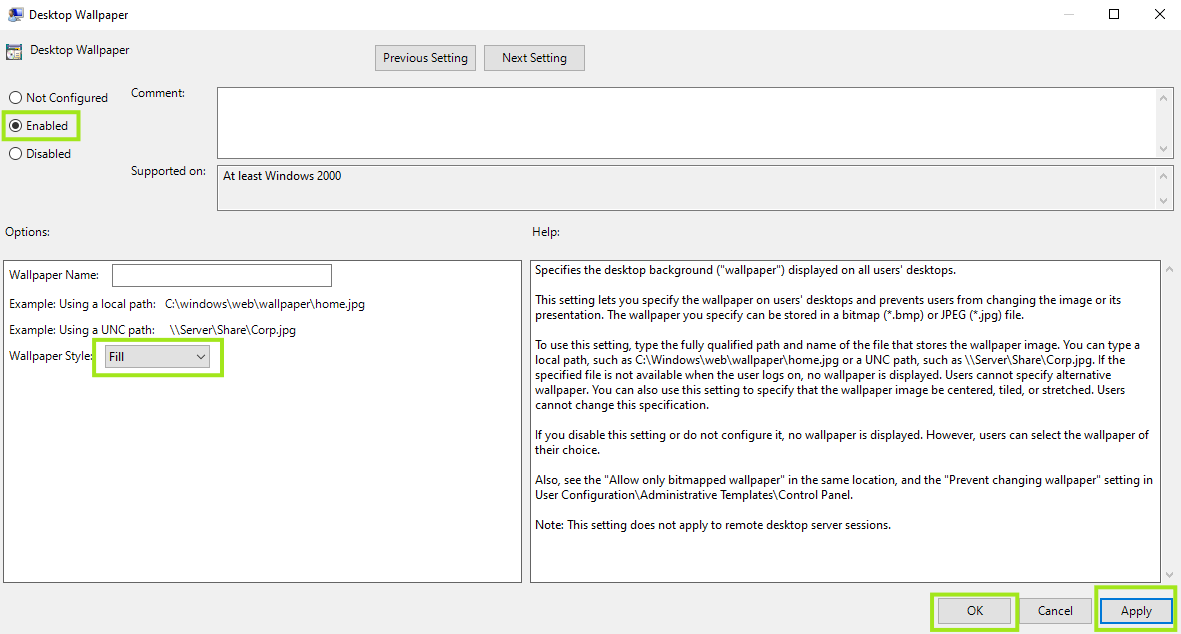 Desktop Wallpaper
Desktop Wallpaper
Previous Setting
Next Setting
Not Configured
Comment:
Enabled
Disabled
Supported on:
At least Windows 2000
Options:
Help:
Wallpaper Name:
Example: Using a local path: C:\windows\web\wallpaper\home.jpg
Example: Using a UNC path: \\Server\Share\Corp.jpg
Wallpaper Style: Fill
Specifies the desktop background ("wallpaper") displayed on all users' desktops.
This setting lets you specify the wallpaper on users' desktops and prevents users from changing the image or its
presentation. The wallpaper you specify can be stored in a bitmap (*.bmp) or JPEG (*.jpg) file.
To use this setting, type the fully qualified path and name of the file that stores the wallpaper image. You can type a
local path, such as C:\Windows\web\wallpaper\home.jpg or a UNC path, such as \\Server\Share\Corp.jpg. If the
specified file is not available when the user logs on, no wallpaper is displayed. Users cannot specify alternative
wallpaper. You can also use this setting to specify that the wallpaper image be centered, tiled, or stretched. Users
cannot change this specification.
If you disable this setting or do not configure it, no wallpaper is displayed. However, users can select the wallpaper of
their choice.
Also, see the "Allow only bitmapped wallpaper" in the same location, and the "Prevent changing wallpaper" setting in
User Configuration\Administrative Templates\Control Panel.
Note: This setting does not apply to remote desktop server sessions.
OK
Cancel
Apply